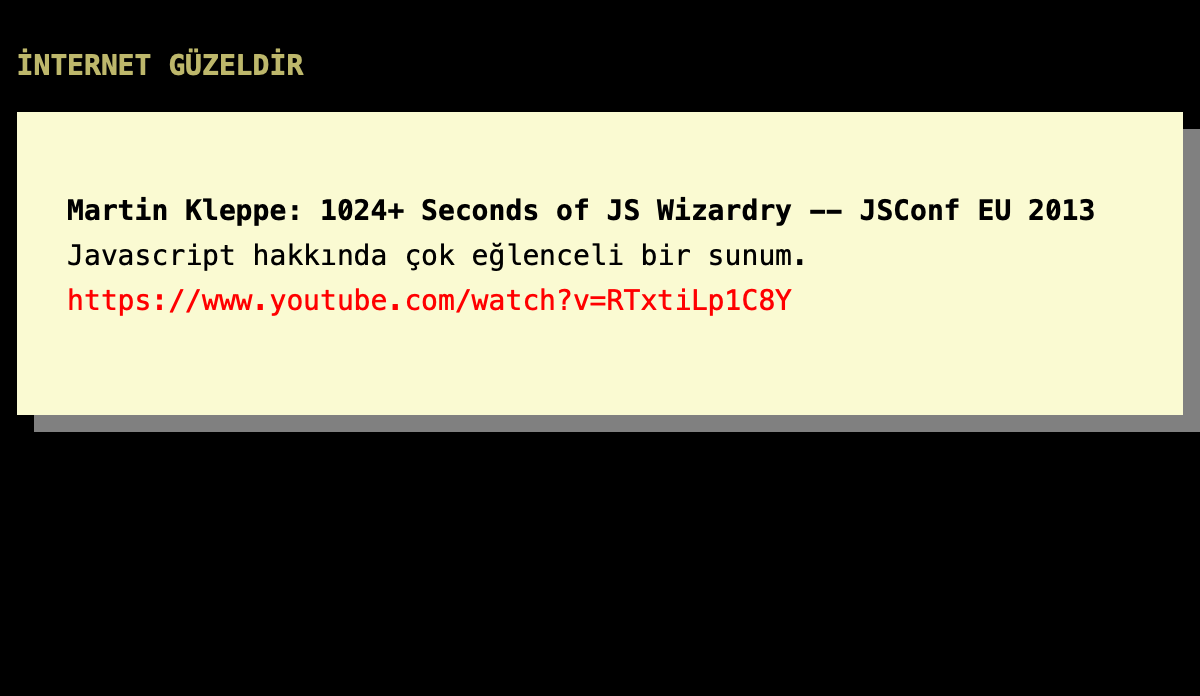 İNTERNET GÜZELDİR
Martin Kleppe: 1024+ Seconds of JS Wizardry -- JSConf EU 2013
Javascript hakkında çok eğlenceli bir sunum.
https://www.youtube.com/watch?v=RTxtiLp1C8Y